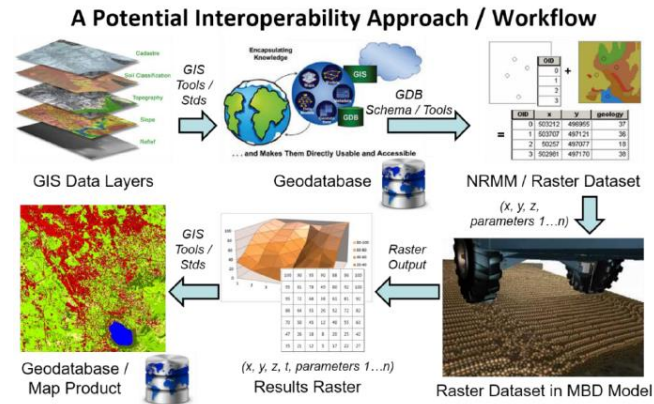 A Potential Interoperability Approach / Workflow
Cadastre
Soil Classification
Topography
Slope
Relief
GIS Data Layers
GIS
Tools /
Stds
Encapsulating
Knowledge
GIS
GDB
. . . and Makes Them Directly Usable and Accessible
Geodatabase
GDB
Schema / Tools
OID
0
1
2
3
+
=
OID x y geology
0 503212 496955 37
1 503707 497121 36
2 50257 497077 18
3 502981 497170 38
NRMM / Raster Dataset
(x, y, z,
parameters 1...n)
GIS
Tools /
Stds
Raster
Output
Geodatabase /
Map Product
(x, y, z, t, parameters 1...n)
Results Raster
Raster Dataset in MBD Model